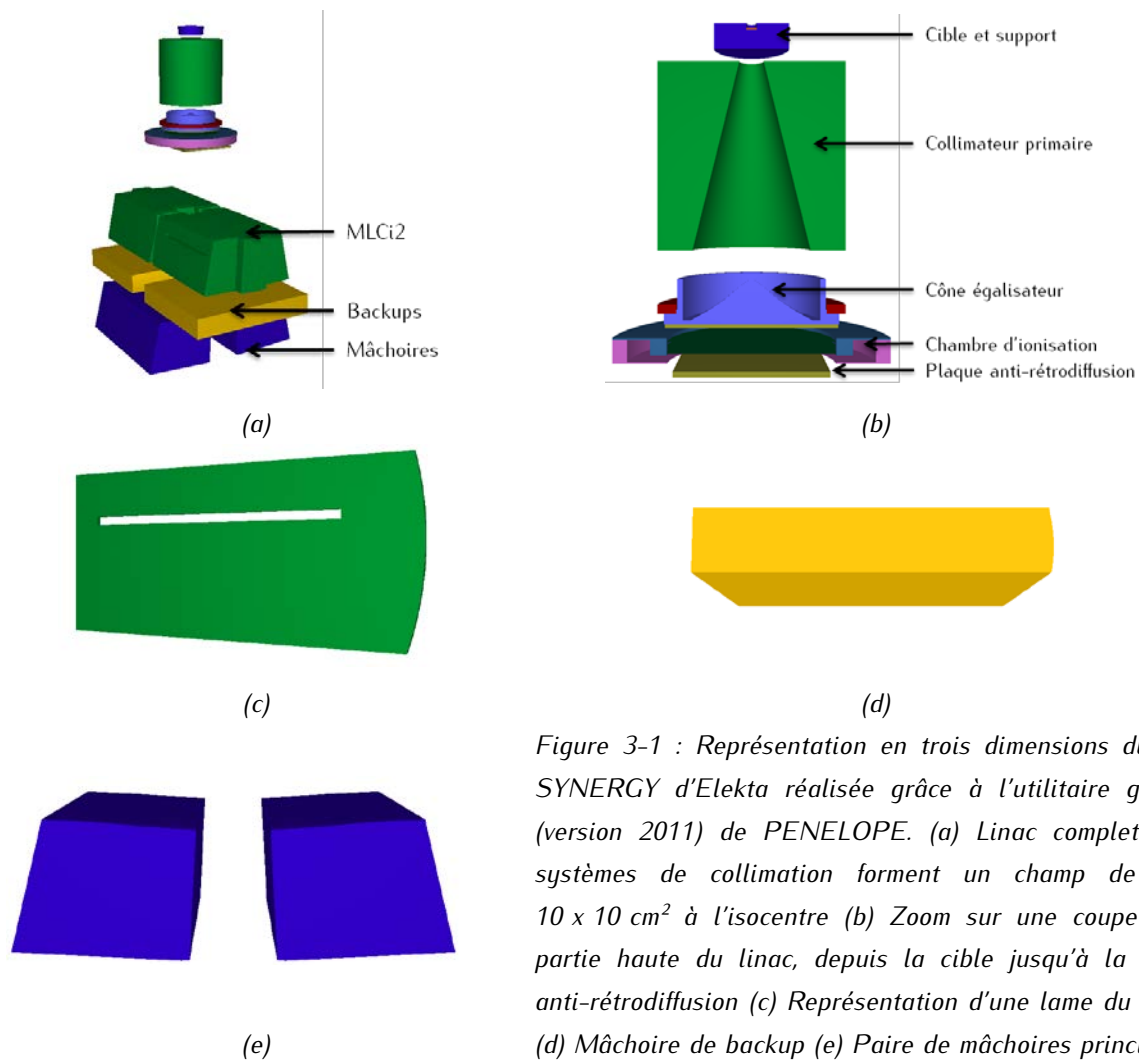 Cible et support
Collimateur primaire
MLCi2
Backups
Mâchoires
Cône égalisateur
Chambre d'ionisation
Plaque anti-rétrodiffusion
(a)
(b)
(c)
(d)
Figure 3-1 : Représentation en trois dimensions
SYNERGY d'Elekta réalisée grâce à l'utilitaire
(version 2011) de PENELOPE. (a) Linac complet
systèmes de collimation forment un champ de
10 x 10 cm² à l'isocentre (b) Zoom sur une coupe
partie haute du linac, depuis la cible jusqu'à la
anti-rétrodiffusion (c) Représentation d'une lame du
(d) Mâchoire de backup (e) Paire de mâchoires
(e)